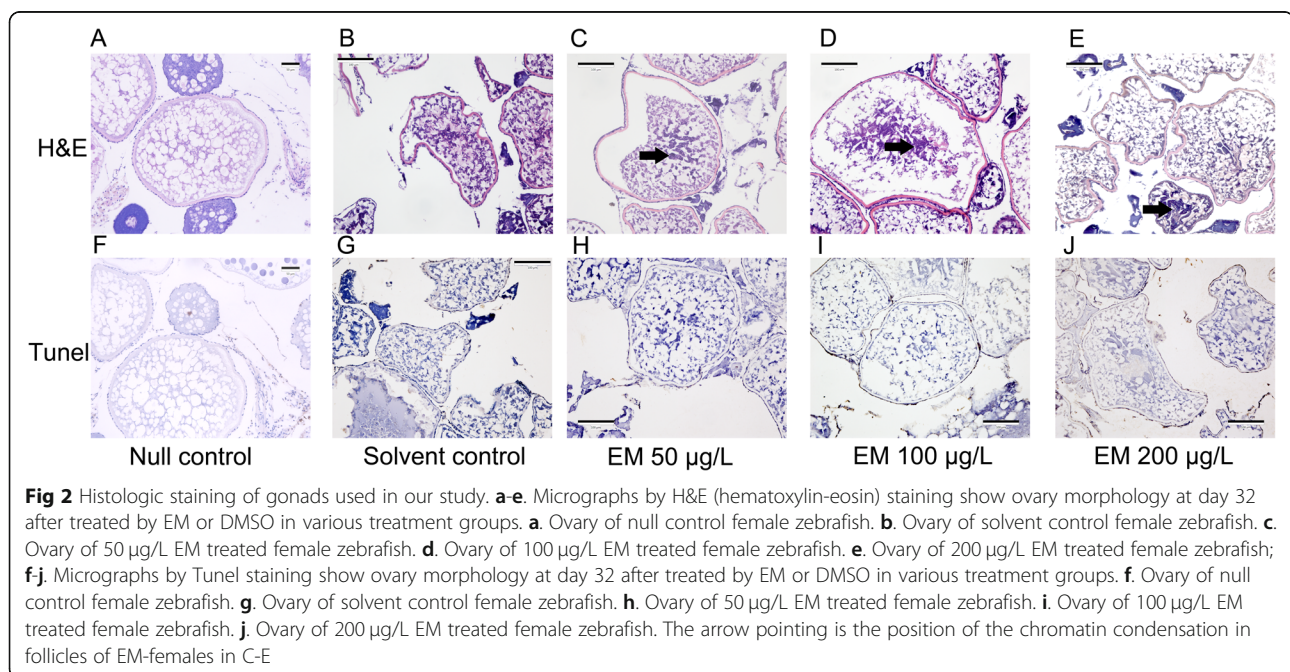 A B C D E
H&E
F G H I J
Tunel
Null control Solvent control EM 50 µg/L EM 100 µg/L EM 200 µg/L
Fig 2 Histologic staining of gonads used in our study. a-e. Micrographs by H&E (hematoxylin-eosin) staining show ovary morphology at day 32
after treated by EM or DMSO in various treatment groups. a. Ovary of null control female zebrafish. b. Ovary of solvent control female zebrafish. c.
Ovary of 50 µg/L EM treated female zebrafish. d. Ovary of 100 µg/L EM treated female zebrafish. e. Ovary of 200 µg/L EM treated female zebrafish;
f-j. Micrographs by Tunel staining show ovary morphology at day 32 after treated by EM or DMSO in various treatment groups. f. Ovary of null
control female zebrafish. g. Ovary of solvent control female zebrafish. h. Ovary of 50 µg/L EM treated female zebrafish. i. Ovary of 100 µg/L EM
treated female zebrafish. j. Ovary of 200 µg/L EM treated female zebrafish. The arrow pointing is the position of the chromatin condensation in
follicles of EM-females in C-E